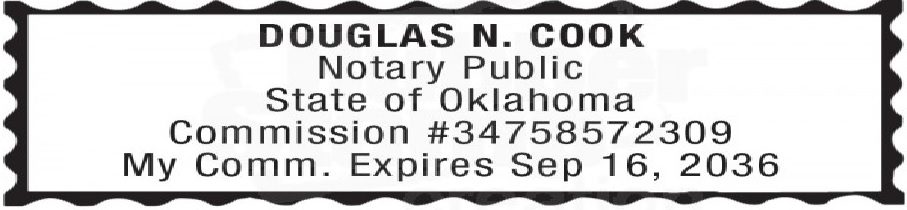 DOUGLAS N. COOK
Notary Public
State of Oklahoma
Commission #34758572309
My Comm. Expires Sep 16, 2036